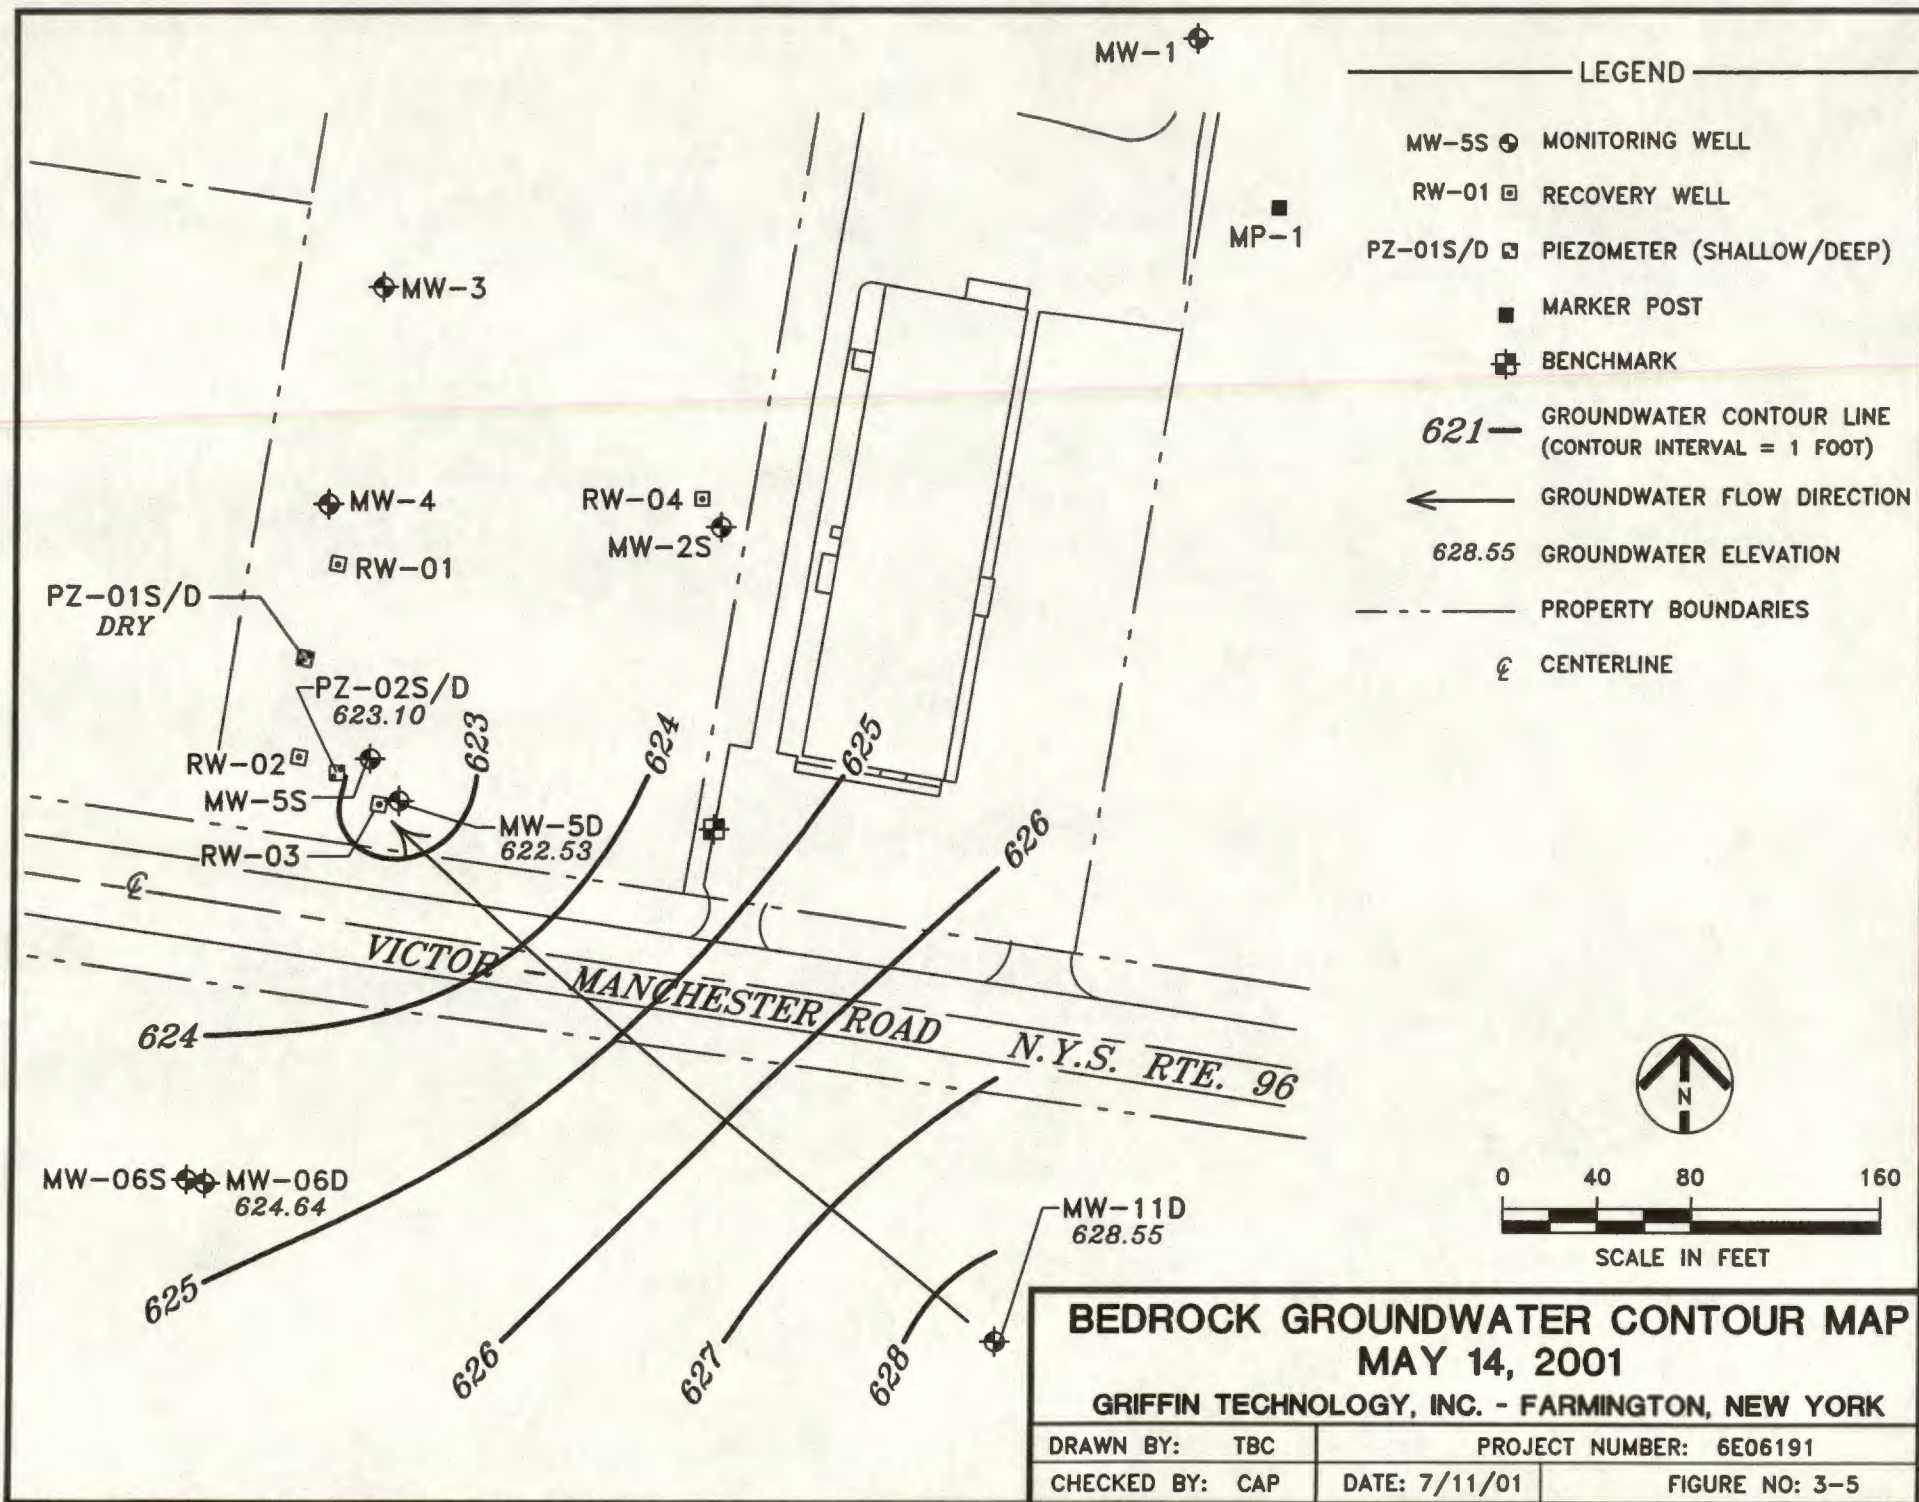 MW-1
LEGEND
MW-5S MONITORING WELL
RW-01 RECOVERY WELL
PZ-01S/D PIEZOMETER (SHALLOW/DEEP)
MARKER POST
BENCHMARK
621 GROUNDWATER CONTOUR LINE
(CONTOUR INTERVAL = 1 FOOT)
GROUNDWATER FLOW DIRECTION
628.55 GROUNDWATER ELEVATION
PROPERTY BOUNDARIES
℄ CENTERLINE
MP-1
MW-3
MW-4
RW-04
MW-2S
RW-01
PZ-01S/D
DRY
PZ-02S/D
623.10
623
624
625
626
RW-02
MW-5S
RW-03
MW-5D
622.53
℄
VICTOR - MANCHESTER ROAD N.Y.S. RTE. 96
624
MW-06S
MW-06D
624.64
MW-11D
628.55
625
626
627
628
N
0 40 80 160
SCALE IN FEET
BEDROCK GROUNDWATER CONTOUR MAP
MAY 14, 2001
GRIFFIN TECHNOLOGY, INC. - FARMINGTON, NEW YORK
DRAWN BY: TBC
PROJECT NUMBER: 6E06191
CHECKED BY: CAP
DATE: 7/11/01
FIGURE NO: 3-5